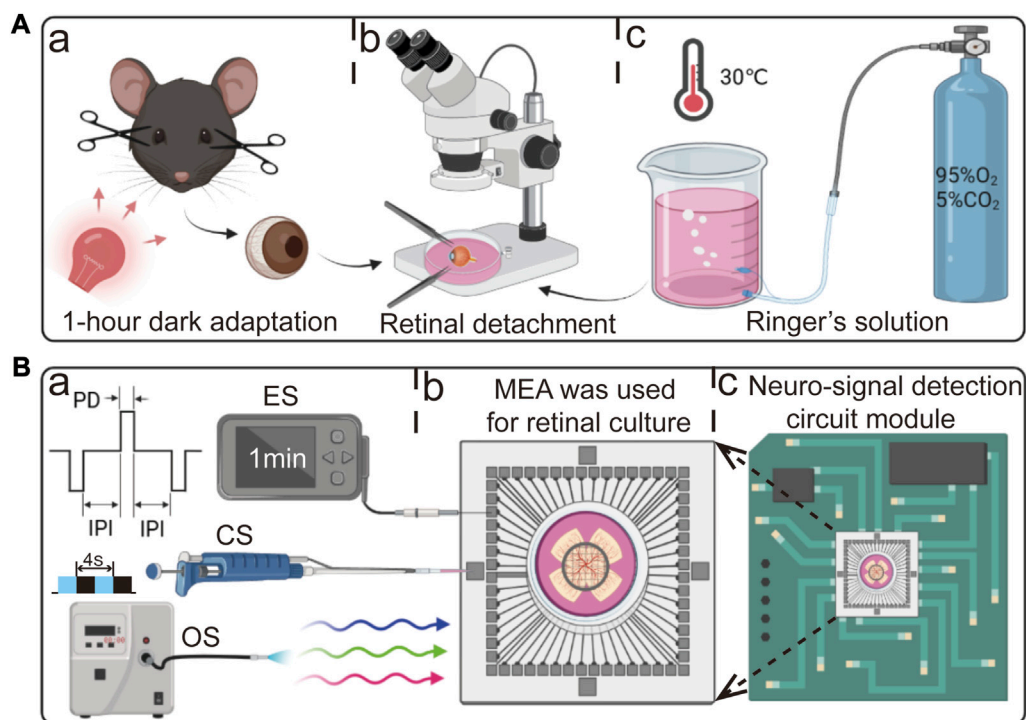 A
a
b
c
30℃
95%O₂
5%CO₂
1-hour dark adaptation
Retinal detachment
Ringer's solution
B
a
b
c
PD
IPI
IPI
ES
1min
4s
CS
OS
MEA was used
for retinal culture
Neuro-signal detection
circuit module